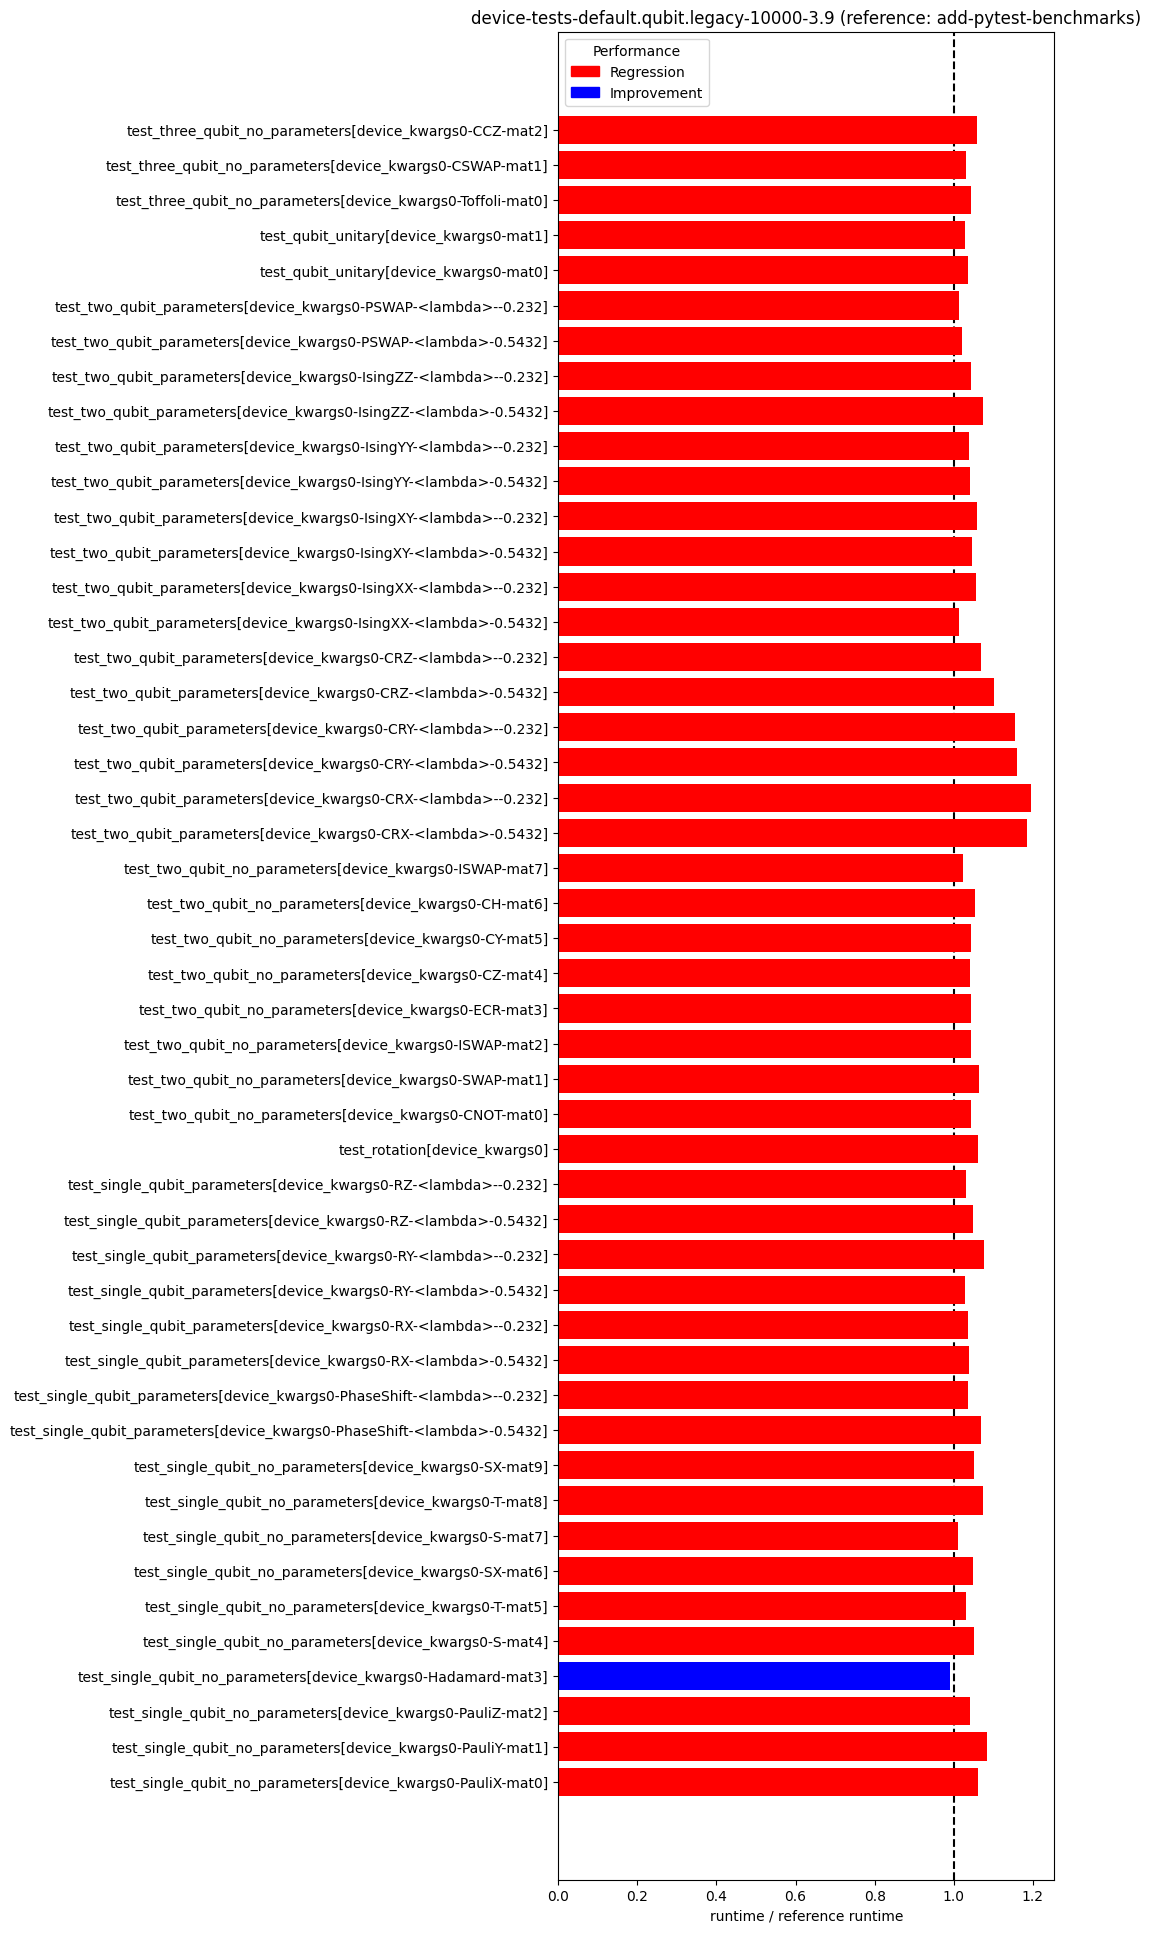 device-tests-default.qubit.legacy-10000-3.9 (reference: add-pytest-benchmarks)
Performance
Regression
Improvement
test_three_qubit_no_parameters[device_kwargs0-CCZ-mat2]
test_three_qubit_no_parameters[device_kwargs0-CSWAP-mat1]
test_three_qubit_no_parameters[device_kwargs0-Toffoli-mat0]
test_qubit_unitary[device_kwargs0-mat1]
test_qubit_unitary[device_kwargs0-mat0]
test_two_qubit_parameters[device_kwargs0-PSWAP-<lambda>--0.232]
test_two_qubit_parameters[device_kwargs0-PSWAP-<lambda>-0.5432]
test_two_qubit_parameters[device_kwargs0-IsingZZ-<lambda>--0.232]
test_two_qubit_parameters[device_kwargs0-IsingZZ-<lambda>-0.5432]
test_two_qubit_parameters[device_kwargs0-IsingYY-<lambda>--0.232]
test_two_qubit_parameters[device_kwargs0-IsingYY-<lambda>-0.5432]
test_two_qubit_parameters[device_kwargs0-IsingXY-<lambda>--0.232]
test_two_qubit_parameters[device_kwargs0-IsingXY-<lambda>-0.5432]
test_two_qubit_parameters[device_kwargs0-IsingXX-<lambda>--0.232]
test_two_qubit_parameters[device_kwargs0-IsingXX-<lambda>-0.5432]
test_two_qubit_parameters[device_kwargs0-CRZ-<lambda>--0.232]
test_two_qubit_parameters[device_kwargs0-CRZ-<lambda>-0.5432]
test_two_qubit_parameters[device_kwargs0-CRY-<lambda>--0.232]
test_two_qubit_parameters[device_kwargs0-CRY-<lambda>-0.5432]
test_two_qubit_parameters[device_kwargs0-CRX-<lambda>--0.232]
test_two_qubit_parameters[device_kwargs0-CRX-<lambda>-0.5432]
test_two_qubit_no_parameters[device_kwargs0-ISWAP-mat7]
test_two_qubit_no_parameters[device_kwargs0-CH-mat6]
test_two_qubit_no_parameters[device_kwargs0-CY-mat5]
test_two_qubit_no_parameters[device_kwargs0-CZ-mat4]
test_two_qubit_no_parameters[device_kwargs0-ECR-mat3]
test_two_qubit_no_parameters[device_kwargs0-ISWAP-mat2]
test_two_qubit_no_parameters[device_kwargs0-SWAP-mat1]
test_two_qubit_no_parameters[device_kwargs0-CNOT-mat0]
test_rotation[device_kwargs0]
test_single_qubit_parameters[device_kwargs0-RZ-<lambda>--0.232]
test_single_qubit_parameters[device_kwargs0-RZ-<lambda>-0.5432]
test_single_qubit_parameters[device_kwargs0-RY-<lambda>--0.232]
test_single_qubit_parameters[device_kwargs0-RY-<lambda>-0.5432]
test_single_qubit_parameters[device_kwargs0-RX-<lambda>--0.232]
test_single_qubit_parameters[device_kwargs0-RX-<lambda>-0.5432]
test_single_qubit_parameters[device_kwargs0-PhaseShift-<lambda>--0.232]
test_single_qubit_parameters[device_kwargs0-PhaseShift-<lambda>-0.5432]
test_single_qubit_no_parameters[device_kwargs0-SX-mat9]
test_single_qubit_no_parameters[device_kwargs0-T-mat8]
test_single_qubit_no_parameters[device_kwargs0-S-mat7]
test_single_qubit_no_parameters[device_kwargs0-SX-mat6]
test_single_qubit_no_parameters[device_kwargs0-T-mat5]
test_single_qubit_no_parameters[device_kwargs0-S-mat4]
test_single_qubit_no_parameters[device_kwargs0-Hadamard-mat3]
test_single_qubit_no_parameters[device_kwargs0-PauliZ-mat2]
test_single_qubit_no_parameters[device_kwargs0-PauliY-mat1]
test_single_qubit_no_parameters[device_kwargs0-PauliX-mat0]
0.0 0.2 0.4 0.6 0.8 1.0 1.2
runtime / reference runtime